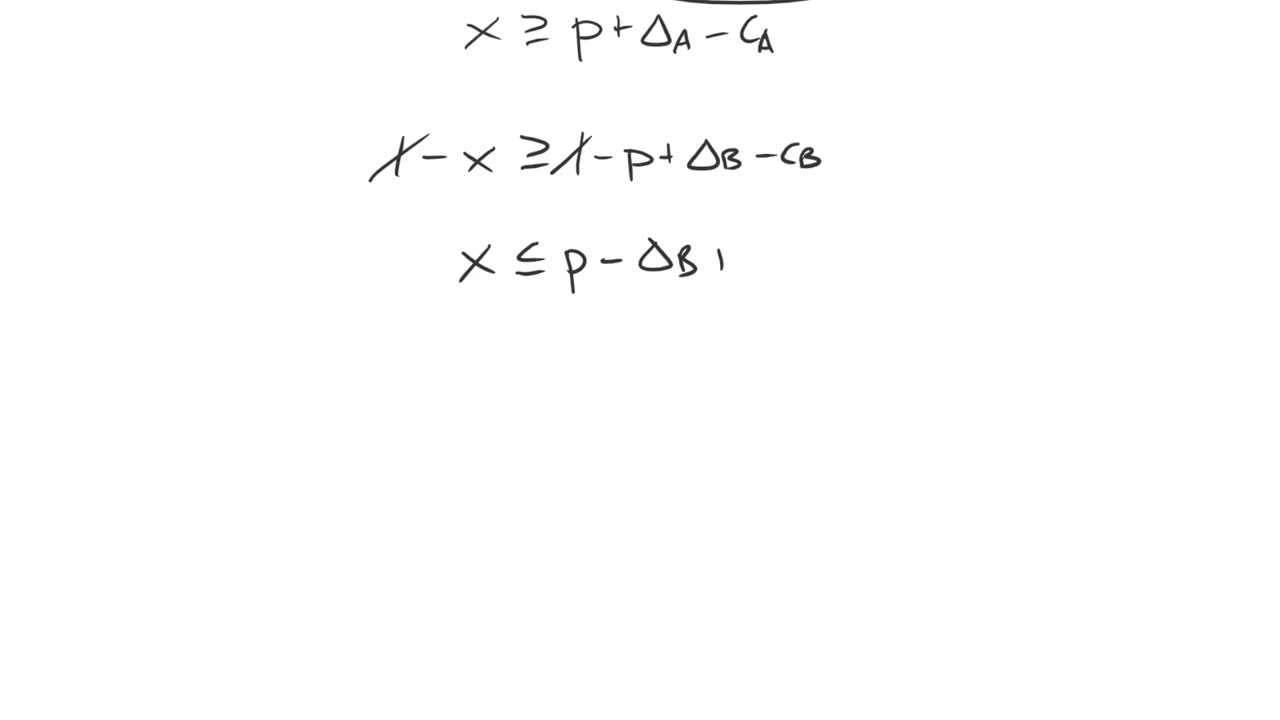 x ≥ p + ΔA - CA
1 - x ≥ 1 - p + ΔB - CB
x ≤ p - ΔB